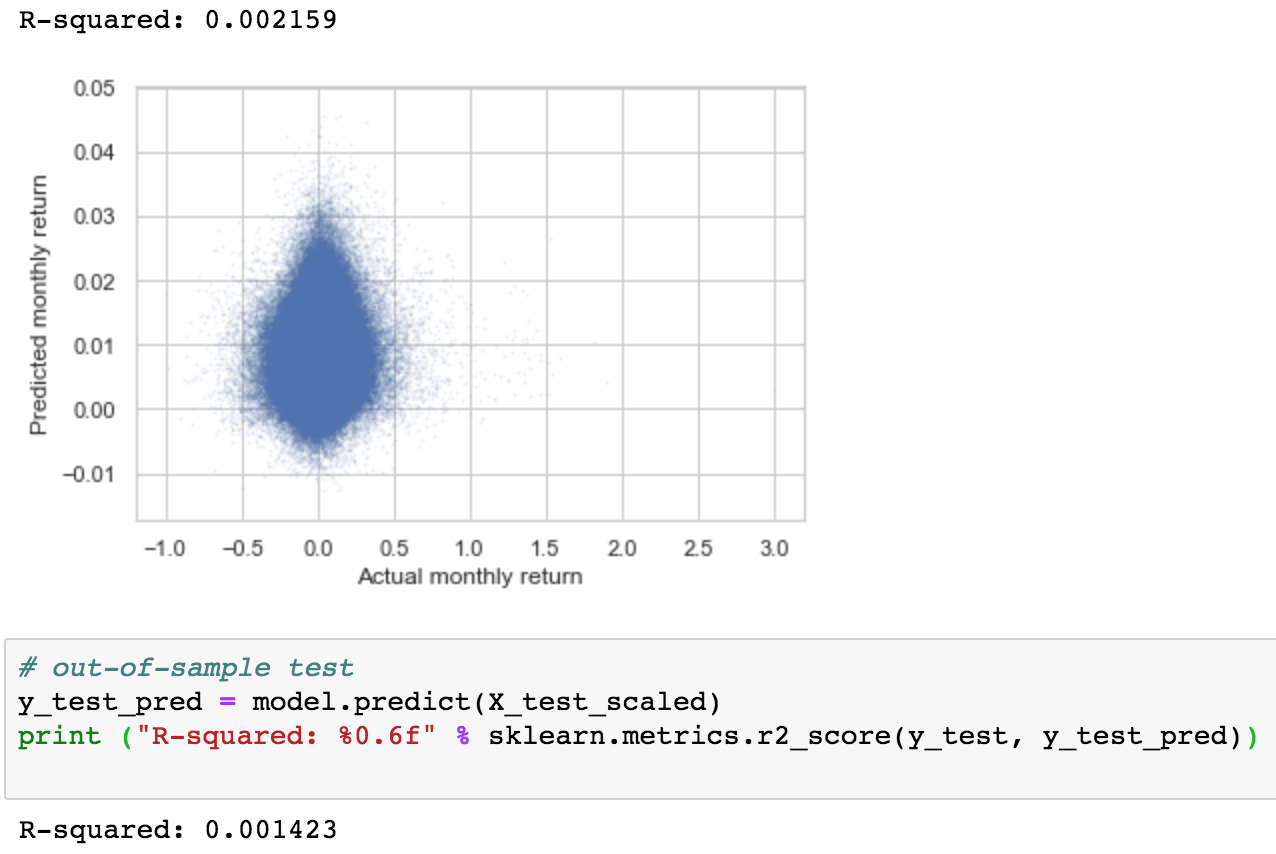 R-squared: 0.002159
0.05
0.04
0.03
0.02
0.01
0.00
−0.01
Predicted monthly return
−1.0 −0.5 0.0 0.5 1.0 1.5 2.0 2.5 3.0
Actual monthly return
# out-of-sample test
y_test_pred = model.predict(X_test_scaled)
print ("R-squared: %0.6f" % sklearn.metrics.r2_score(y_test, y_test_pred))
R-squared: 0.001423